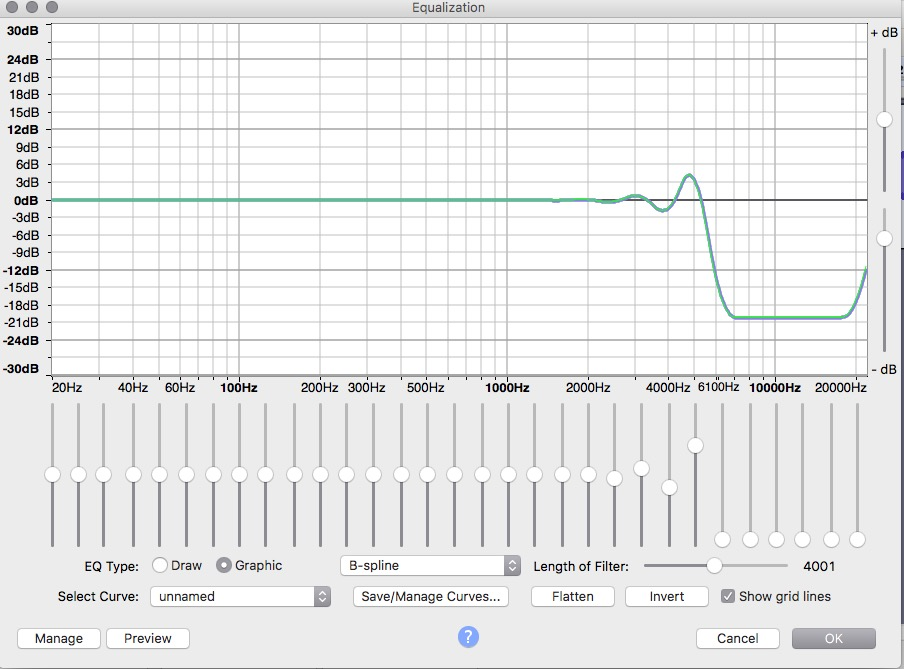 Equalization
30dB
24dB
21dB
18dB
15dB
12dB
9dB
6dB
3dB
0dB
-3dB
-6dB
-9dB
-12dB
-15dB
-18dB
-21dB
-24dB
-30dB
+ dB
- dB
20Hz 40Hz 60Hz 100Hz 200Hz 300Hz 500Hz 1000Hz 2000Hz 4000Hz 6100Hz 10000Hz 20000Hz
EQ Type: Draw Graphic B-spline Length of Filter: 4001
Select Curve: unnamed Save/Manage Curves... Flatten Invert Show grid lines
Manage Preview ? Cancel OK